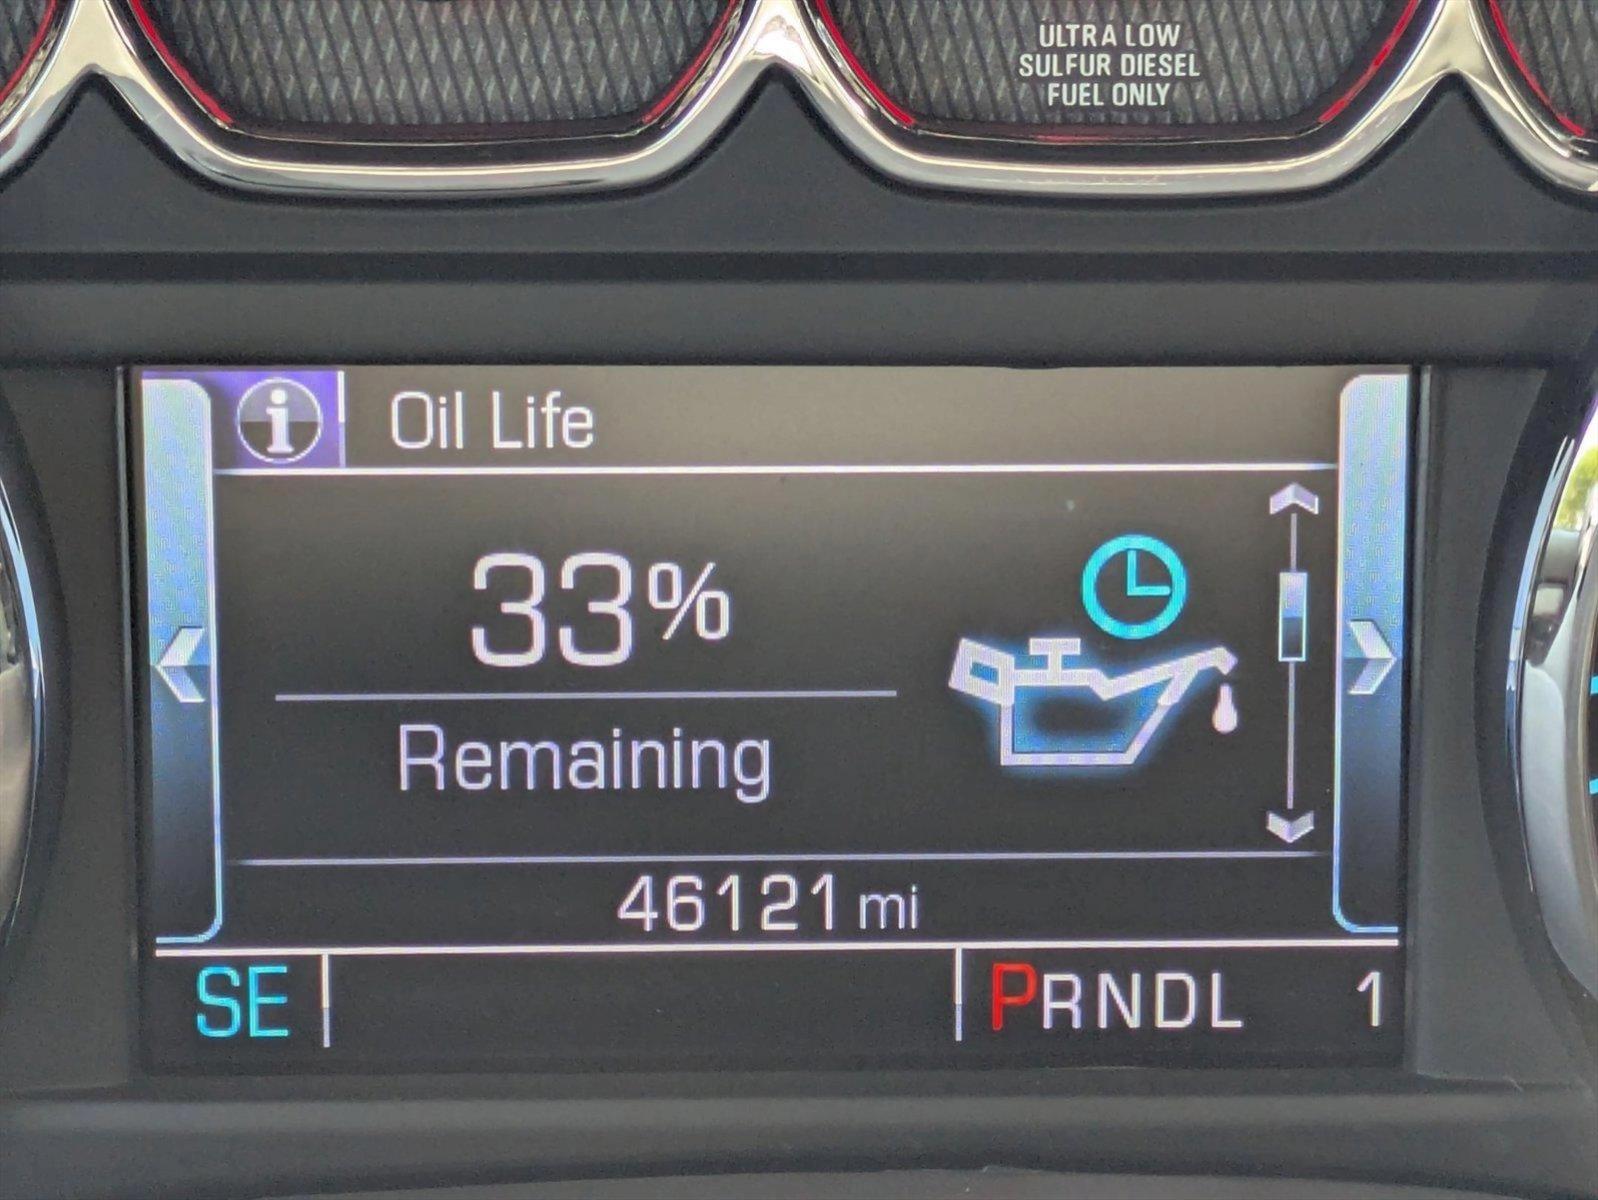 ULTRA LOW
SULFUR DIESEL
FUEL ONLY
i Oil Life
33%
Remaining
46121 mi
SE PRNDL 1